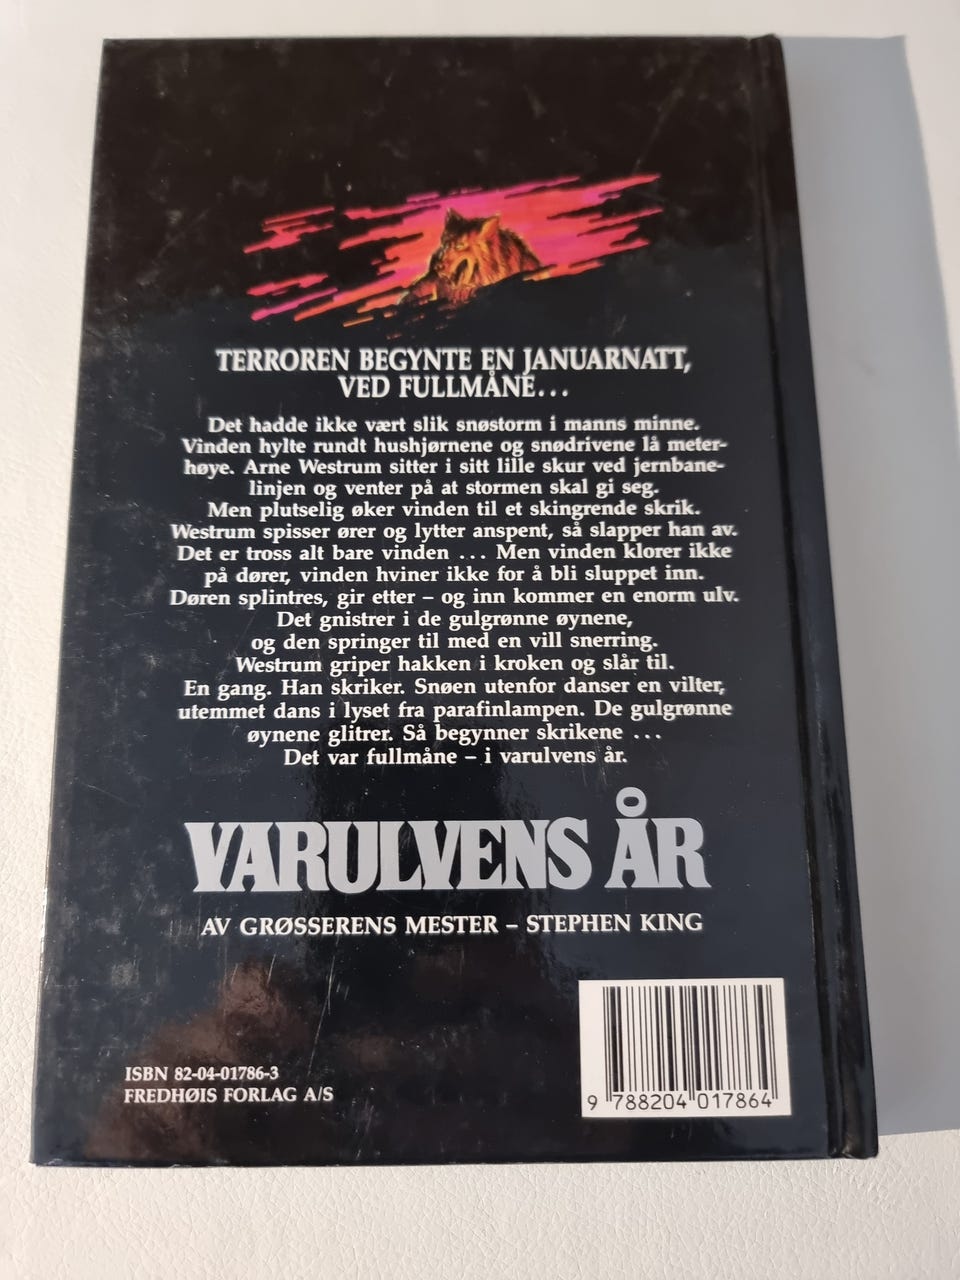 TERROREN BEGYNTE EN JANUARNATT,
VED FULLMÅNE...
Det hadde ikke vært slik snøstorm i manns minne.
Vinden hylte rundt hushjørnene og snødrivene lå meter-
høye. Arne Westrum sitter i sitt lille skur ved jernbane-
linjen og venter på at stormen skal gi seg.
Men plutselig øker vinden til et skingrende skrik.
Westrum spisser ører og lytter anspent, så slapper han av.
Det er tross alt bare vinden ... Men vinden klorer ikke
på dører, vinden hviner ikke for å bli sluppet inn.
Døren splintres, gir etter – og inn kommer en enorm ulv.
Det gnistrer i de gulgrønne øynene,
og den springer til med en vill snerring.
Westrum griper hakken i kroken og slår til.
En gang. Han skriker. Snøen utenfor danser en vilter,
utemmet dans i lyset fra parafinlampen. De gulgrønne
øynene glitrer. Så begynner skrikene ...
Det var fullmåne – i varulvens år.
VARULVENS ÅR
AV GRØSSERENS MESTER – STEPHEN KING
ISBN 82-04-01786-3
FREDHØIS FORLAG A/S
9 788204 017864